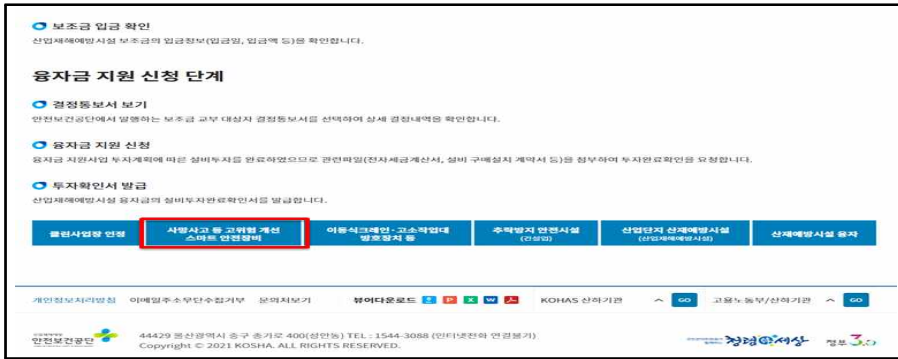 보조금 입금 확인
산업재해예방시설 보조금의 입금정보(입금일, 입금액 등)을 확인합니다.
융자금 지원 신청 단계
결정통보서 보기
안전보건공단에서 발행하는 보조금 교부 대상자 결정통보서를 선택하여 상세 결정내역을 확인합니다.
융자금 지원 신청
융자금 지원사업 투자계획에 따른 설비투자를 완료하였으므로 관련파일(전자세금계산서, 설비 구매설치 계약서 등)을 첨부하여 투자완료확인을 요청합니다.
투자확인서 발급
산업재해예방시설 융자금의 설비투자완료확인서를 발급합니다.
클린사업장 인정
사망사고 등 고위험 개선
스마트 안전장비
이동식크레인·고소작업대
방호장치 등
추락방지 안전시설
(건설업)
산업단지 산재예방시설
(산업재해예방시설)
산재예방시설 융자
개인정보처리방침 이메일주소무단수집거부 문의처보기 뷰어다운로드 KOHAS 산하기관 GO 고용노동부/산하기관 GO
안전보건공단
44429 울산광역시 중구 종가로 400(성안동) TEL : 1544-3088 (인터넷전화 연결불가)
Copyright © 2021 KOSHA. ALL RIGHTS RESERVED.
청렴e세상
정부3.0